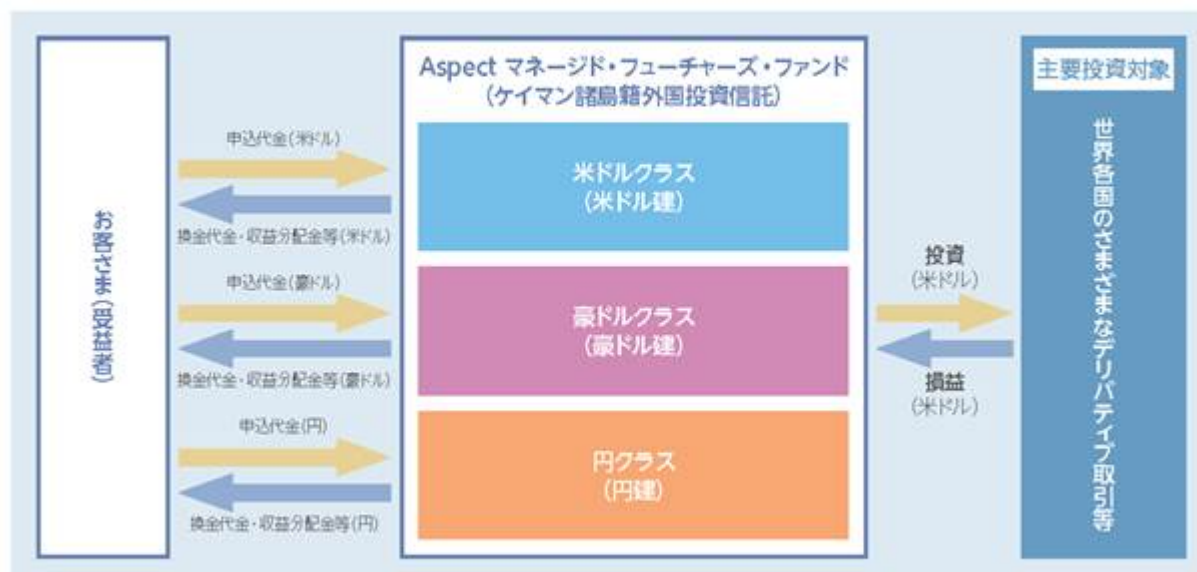 Aspect マネージド・フューチャーズ・ファンド
(ケイマン諸島籍外国投資信託)
お客さま(受益者)
申込代金(米ドル)
換金代金・収益分配金等(米ドル)
申込代金(豪ドル)
換金代金・収益分配金等(豪ドル)
申込代金(円)
換金代金・収益分配金等(円)
米ドルクラス
(米ドル建)
豪ドルクラス
(豪ドル建)
円クラス
(円建)
投資
(米ドル)
損益
(米ドル)
主要投資対象
世界各国のさまざまなデリバティブ取引等